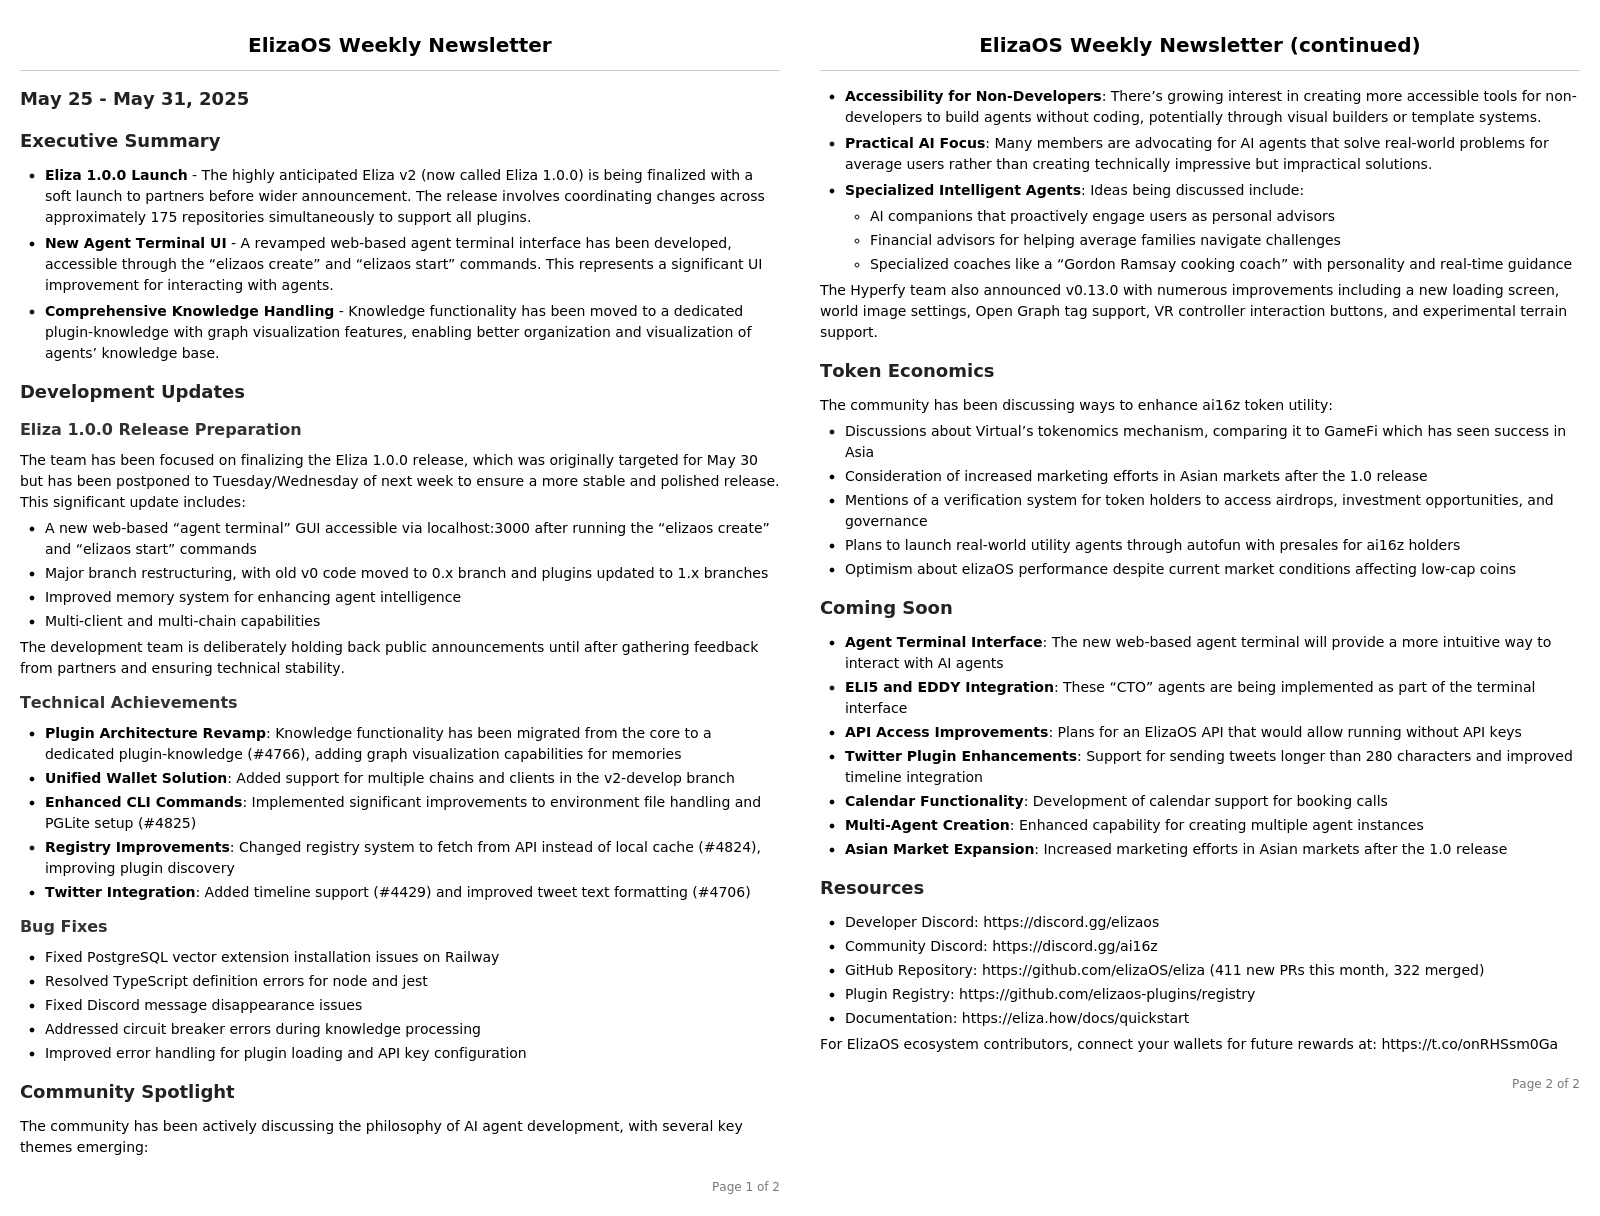 ElizaOS Weekly Newsletter
May 25 - May 31, 2025
Executive Summary
• Eliza 1.0.0 Launch - The highly anticipated Eliza v2 (now called Eliza 1.0.0) is being finalized with a
soft launch to partners before wider announcement. The release involves coordinating changes across
approximately 175 repositories simultaneously to support all plugins.
• New Agent Terminal UI - A revamped web-based agent terminal interface has been developed,
accessible through the “elizaos create” and “elizaos start” commands. This represents a significant UI
improvement for interacting with agents.
• Comprehensive Knowledge Handling - Knowledge functionality has been moved to a dedicated
plugin-knowledge with graph visualization features, enabling better organization and visualization of
agents’ knowledge base.
Development Updates
Eliza 1.0.0 Release Preparation
The team has been focused on finalizing the Eliza 1.0.0 release, which was originally targeted for May 30
but has been postponed to Tuesday/Wednesday of next week to ensure a more stable and polished release.
This significant update includes:
• A new web-based “agent terminal” GUI accessible via localhost:3000 after running the “elizaos create”
and “elizaos start” commands
• Major branch restructuring, with old v0 code moved to 0.x branch and plugins updated to 1.x branches
• Improved memory system for enhancing agent intelligence
• Multi-client and multi-chain capabilities
The development team is deliberately holding back public announcements until after gathering feedback
from partners and ensuring technical stability.
Technical Achievements
• Plugin Architecture Revamp: Knowledge functionality has been migrated from the core to a
dedicated plugin-knowledge (#4766), adding graph visualization capabilities for memories
• Unified Wallet Solution: Added support for multiple chains and clients in the v2-develop branch
• Enhanced CLI Commands: Implemented significant improvements to environment file handling and
PGLite setup (#4825)
• Registry Improvements: Changed registry system to fetch from API instead of local cache (#4824),
improving plugin discovery
• Twitter Integration: Added timeline support (#4429) and improved tweet text formatting (#4706)
Bug Fixes
• Fixed PostgreSQL vector extension installation issues on Railway
• Resolved TypeScript definition errors for node and jest
• Fixed Discord message disappearance issues
• Addressed circuit breaker errors during knowledge processing
• Improved error handling for plugin loading and API key configuration
Community Spotlight
The community has been actively discussing the philosophy of AI agent development, with several key
themes emerging:
Page 1 of 2
ElizaOS Weekly Newsletter (continued)
• Accessibility for Non-Developers: There’s growing interest in creating more accessible tools for non-
developers to build agents without coding, potentially through visual builders or template systems.
• Practical AI Focus: Many members are advocating for AI agents that solve real-world problems for
average users rather than creating technically impressive but impractical solutions.
• Specialized Intelligent Agents: Ideas being discussed include:
◦ AI companions that proactively engage users as personal advisors
◦ Financial advisors for helping average families navigate challenges
◦ Specialized coaches like a “Gordon Ramsay cooking coach” with personality and real-time guidance
The Hyperfy team also announced v0.13.0 with numerous improvements including a new loading screen,
world image settings, Open Graph tag support, VR controller interaction buttons, and experimental terrain
support.
Token Economics
The community has been discussing ways to enhance ai16z token utility:
• Discussions about Virtual’s tokenomics mechanism, comparing it to GameFi which has seen success in
Asia
• Consideration of increased marketing efforts in Asian markets after the 1.0 release
• Mentions of a verification system for token holders to access airdrops, investment opportunities, and
governance
• Plans to launch real-world utility agents through autofun with presales for ai16z holders
• Optimism about elizaOS performance despite current market conditions affecting low-cap coins
Coming Soon
• Agent Terminal Interface: The new web-based agent terminal will provide a more intuitive way to
interact with AI agents
• ELI5 and EDDY Integration: These “CTO” agents are being implemented as part of the terminal
interface
• API Access Improvements: Plans for an ElizaOS API that would allow running without API keys
• Twitter Plugin Enhancements: Support for sending tweets longer than 280 characters and improved
timeline integration
• Calendar Functionality: Development of calendar support for booking calls
• Multi-Agent Creation: Enhanced capability for creating multiple agent instances
• Asian Market Expansion: Increased marketing efforts in Asian markets after the 1.0 release
Resources
• Developer Discord: https://discord.gg/elizaos
• Community Discord: https://discord.gg/ai16z
• GitHub Repository: https://github.com/elizaOS/eliza (411 new PRs this month, 322 merged)
• Plugin Registry: https://github.com/elizaos-plugins/registry
• Documentation: https://eliza.how/docs/quickstart
For ElizaOS ecosystem contributors, connect your wallets for future rewards at: https://t.co/onRHSsm0Ga
Page 2 of 2